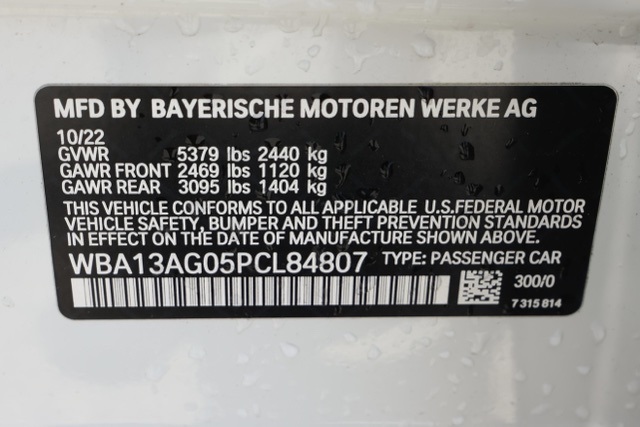 MFD BY BAYERISCHE MOTOREN WERKE AG
10/22
GVWR 5379 lbs 2440 kg
GAWR FRONT 2469 lbs 1120 kg
GAWR REAR 3095 lbs 1404 kg
THIS VEHICLE CONFORMS TO ALL APPLICABLE U.S.FEDERAL MOTOR
VEHICLE SAFETY, BUMPER AND THEFT PREVENTION STANDARDS
IN EFFECT ON THE DATE OF MANUFACTURE SHOWN ABOVE.
WBA13AG05PCL84807 TYPE: PASSENGER CAR
300/0
7 315 814